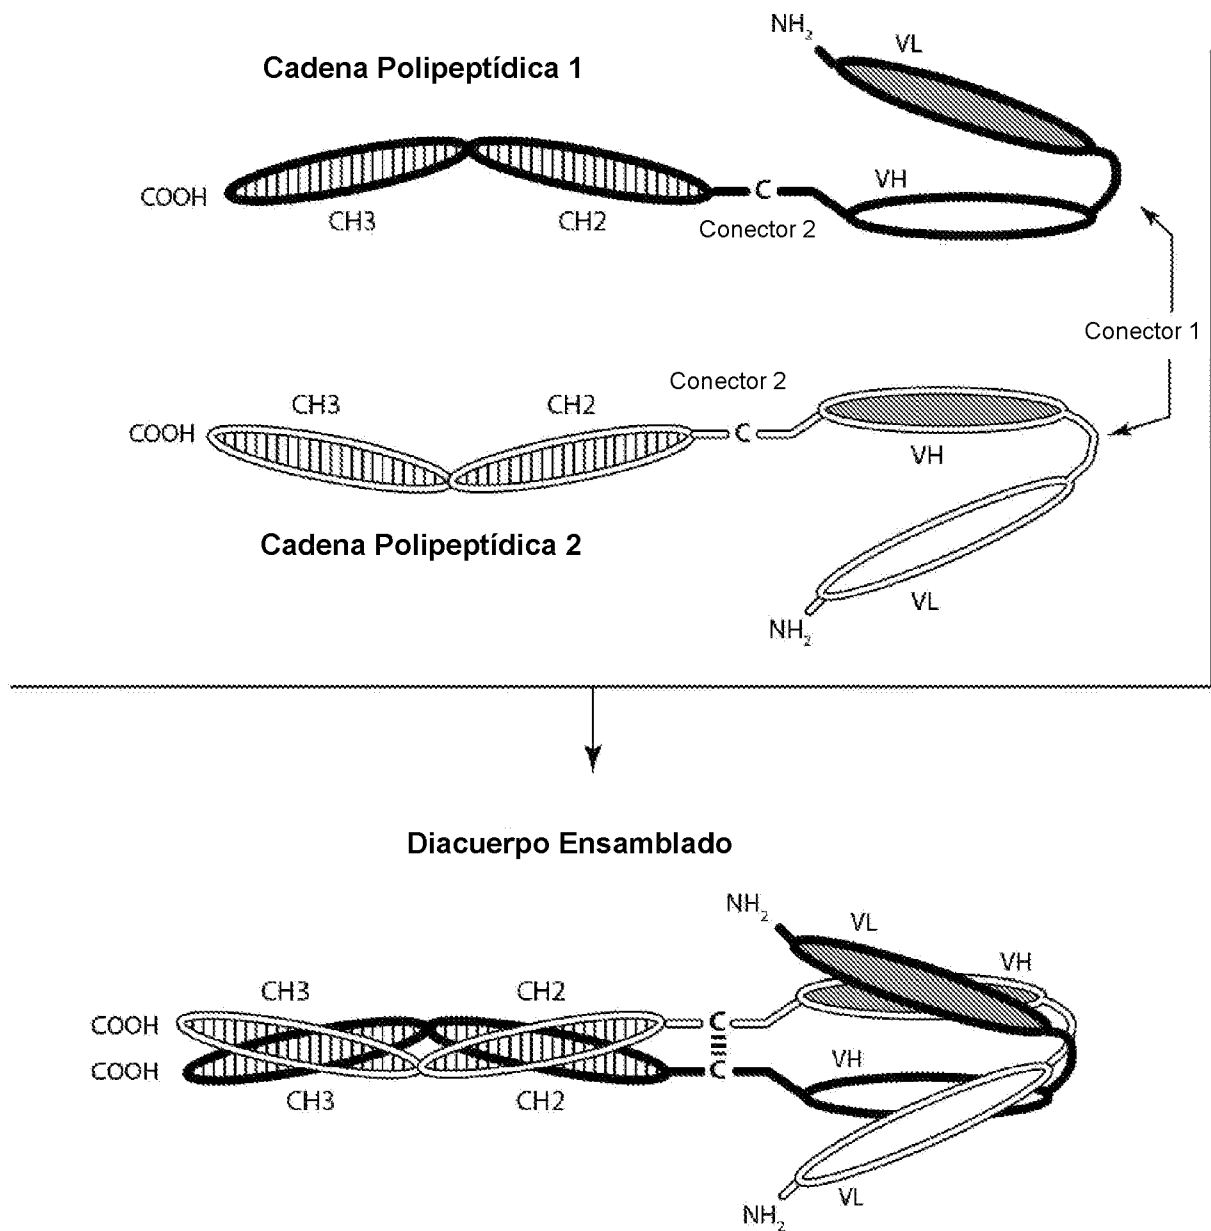 NH2
VL
Cadena Polipeptídica 1
COOH
CH3
CH2
C
VH
Conector 2
Conector 1
Conector 2
CH3
CH2
COOH
C
VH
Cadena Polipeptídica 2
VL
NH2
Diacuerpo Ensamblado
NH2
VL
VH
CH3
CH2
COOH
C
COOH
C
VH
CH3
CH2
VL
NH2